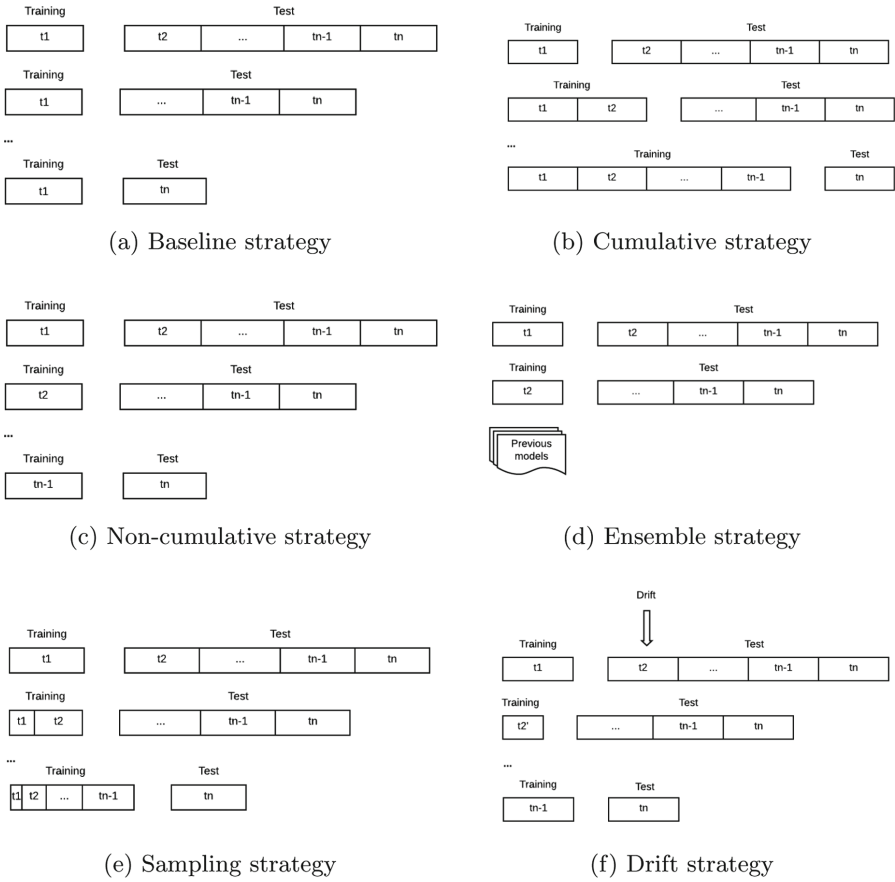 Training Test
t1 t2 ... tn-1 tn
Training Test
t1 ... tn-1 tn
...
Training Test
t1 tn
(a) Baseline strategy
Training Test
t1 t2 ... tn-1 tn
Training Test
t1 t2 ... tn-1 tn
...
Training Test
t1 t2 ... tn-1 tn
(b) Cumulative strategy
Training Test
t1 t2 ... tn-1 tn
Training Test
t2 ... tn-1 tn
...
Training Test
tn-1 tn
(c) Non-cumulative strategy
Training Test
t1 t2 ... tn-1 tn
Training Test
t2 ... tn-1 tn
Previous
models
(d) Ensemble strategy
Training Test
t1 t2 ... tn-1 tn
Training Test
t1 t2 ... tn-1 tn
...
Training Test
t1 t2 ... tn-1 tn
(e) Sampling strategy
Drift
Training Test
t1 t2 ... tn-1 tn
Training Test
t2' ... tn-1 tn
...
Training Test
tn-1 tn
(f) Drift strategy